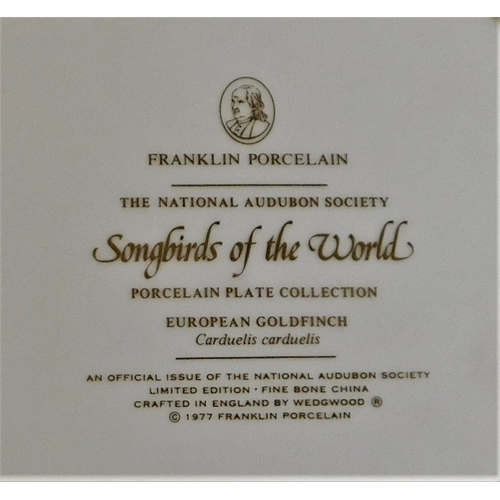 FRANKLIN PORCELAIN
THE NATIONAL AUDUBON SOCIETY
Songbirds of the World
PORCELAIN PLATE COLLECTION
EUROPEAN GOLDFINCH
Carduelis carduelis
AN OFFICIAL ISSUE OF THE NATIONAL AUDUBON SOCIETY
LIMITED EDITION · FINE BONE CHINA
CRAFTED IN ENGLAND BY WEDGWOOD ®
© 1977 FRANKLIN PORCELAIN